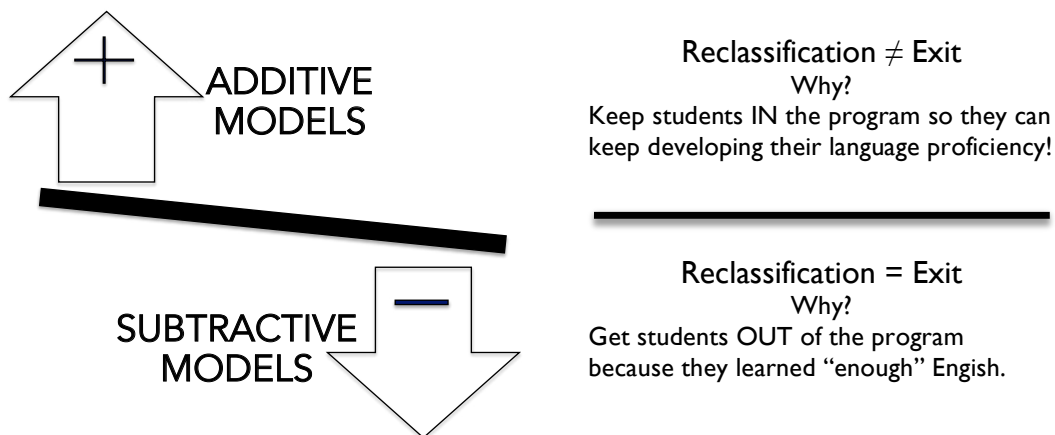 +
ADDITIVE
MODELS
Reclassification ≠ Exit
Why?
Keep students IN the program so they can
keep developing their language proficiency!
–
SUBTRACTIVE
MODELS
Reclassification = Exit
Why?
Get students OUT of the program
because they learned “enough” Engish.